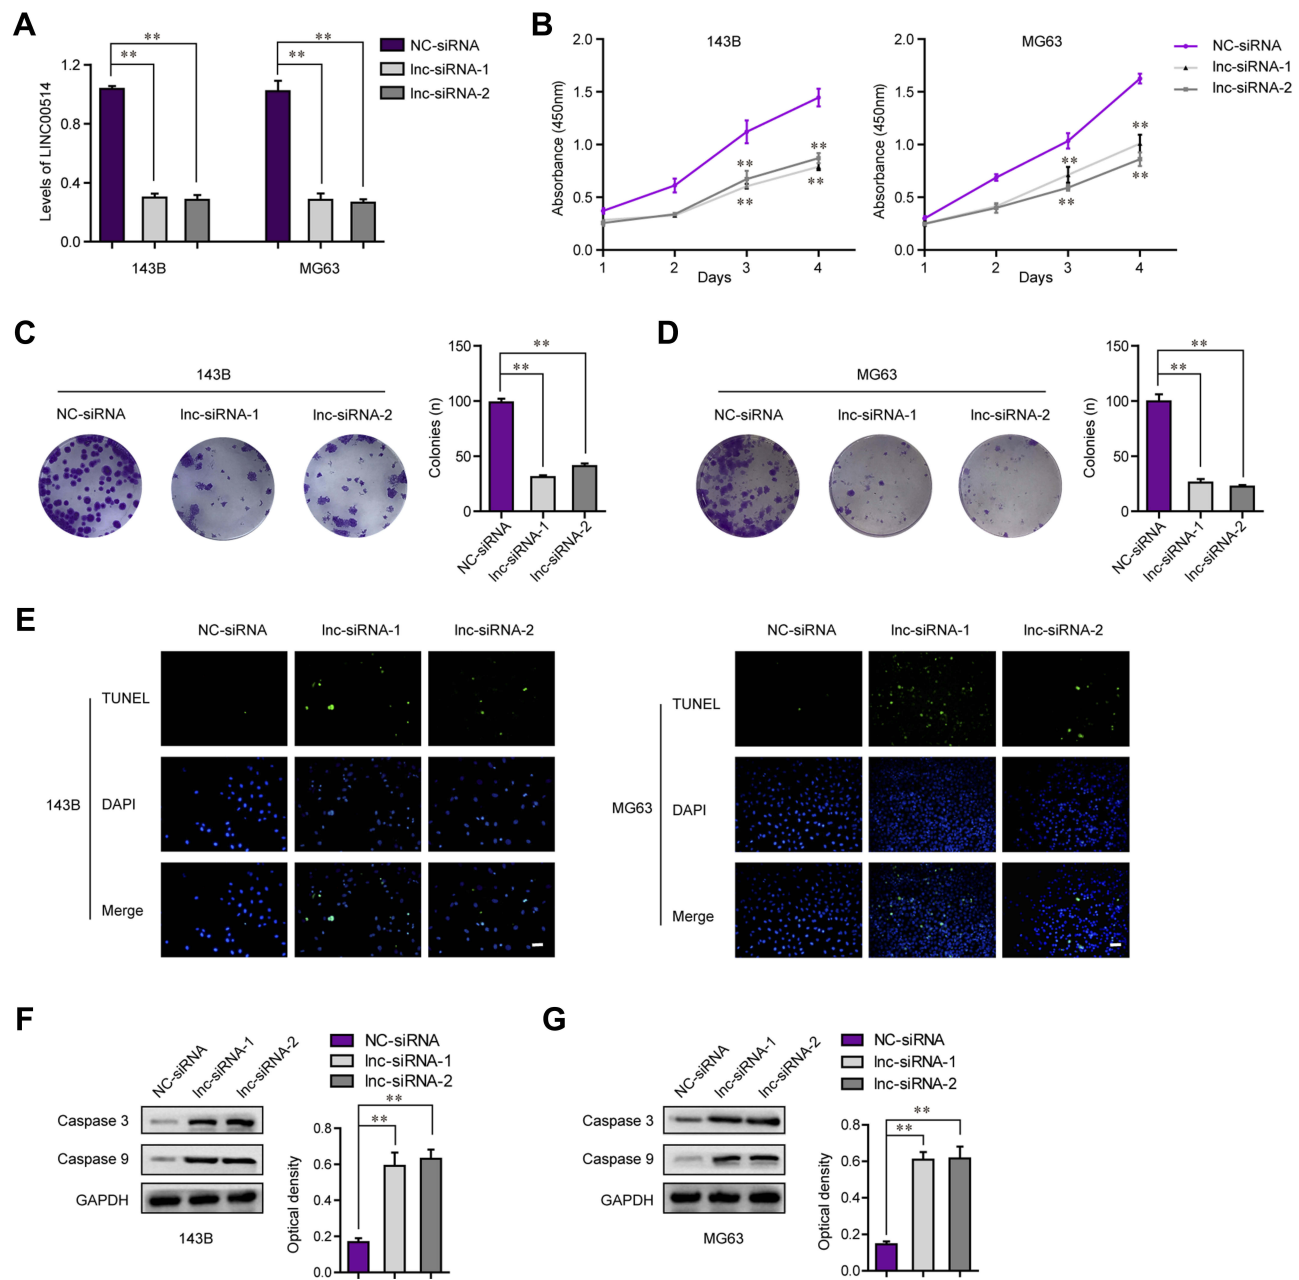 A
** **
** **
NC-siRNA
lnc-siRNA-1
lnc-siRNA-2
Levels of LINC00514
1.2
0.8
0.4
0.0
143B MG63
B
143B
2.0
1.5
1.0
0.5
0.0
Absorbance (450nm)
** **
** **
1 2 3 4
Days
MG63
2.0
1.5
1.0
0.5
0.0
Absorbance (450nm)
** **
** **
1 2 3 4
Days
NC-siRNA
lnc-siRNA-1
lnc-siRNA-2
C
143B
NC-siRNA lnc-siRNA-1 lnc-siRNA-2
Colonies (n)
150
100
50
0
**
**
NC-siRNA
lnc-siRNA-1
lnc-siRNA-2
D
MG63
NC-siRNA lnc-siRNA-1 lnc-siRNA-2
Colonies (n)
150
100
50
0
**
**
NC-siRNA
lnc-siRNA-1
lnc-siRNA-2
E
NC-siRNA lnc-siRNA-1 lnc-siRNA-2
143B
TUNEL
DAPI
Merge
NC-siRNA lnc-siRNA-1 lnc-siRNA-2
MG63
TUNEL
DAPI
Merge
F
NC-siRNA
lnc-siRNA-1
lnc-siRNA-2
Caspase 3
Caspase 9
GAPDH
143B
NC-siRNA
lnc-siRNA-1
lnc-siRNA-2
**
**
Optical density
0.8
0.6
0.4
0.2
0.0
G
NC-siRNA
lnc-siRNA-1
lnc-siRNA-2
Caspase 3
Caspase 9
GAPDH
MG63
NC-siRNA
lnc-siRNA-1
lnc-siRNA-2
**
**
Optical density
0.8
0.6
0.4
0.2
0.0